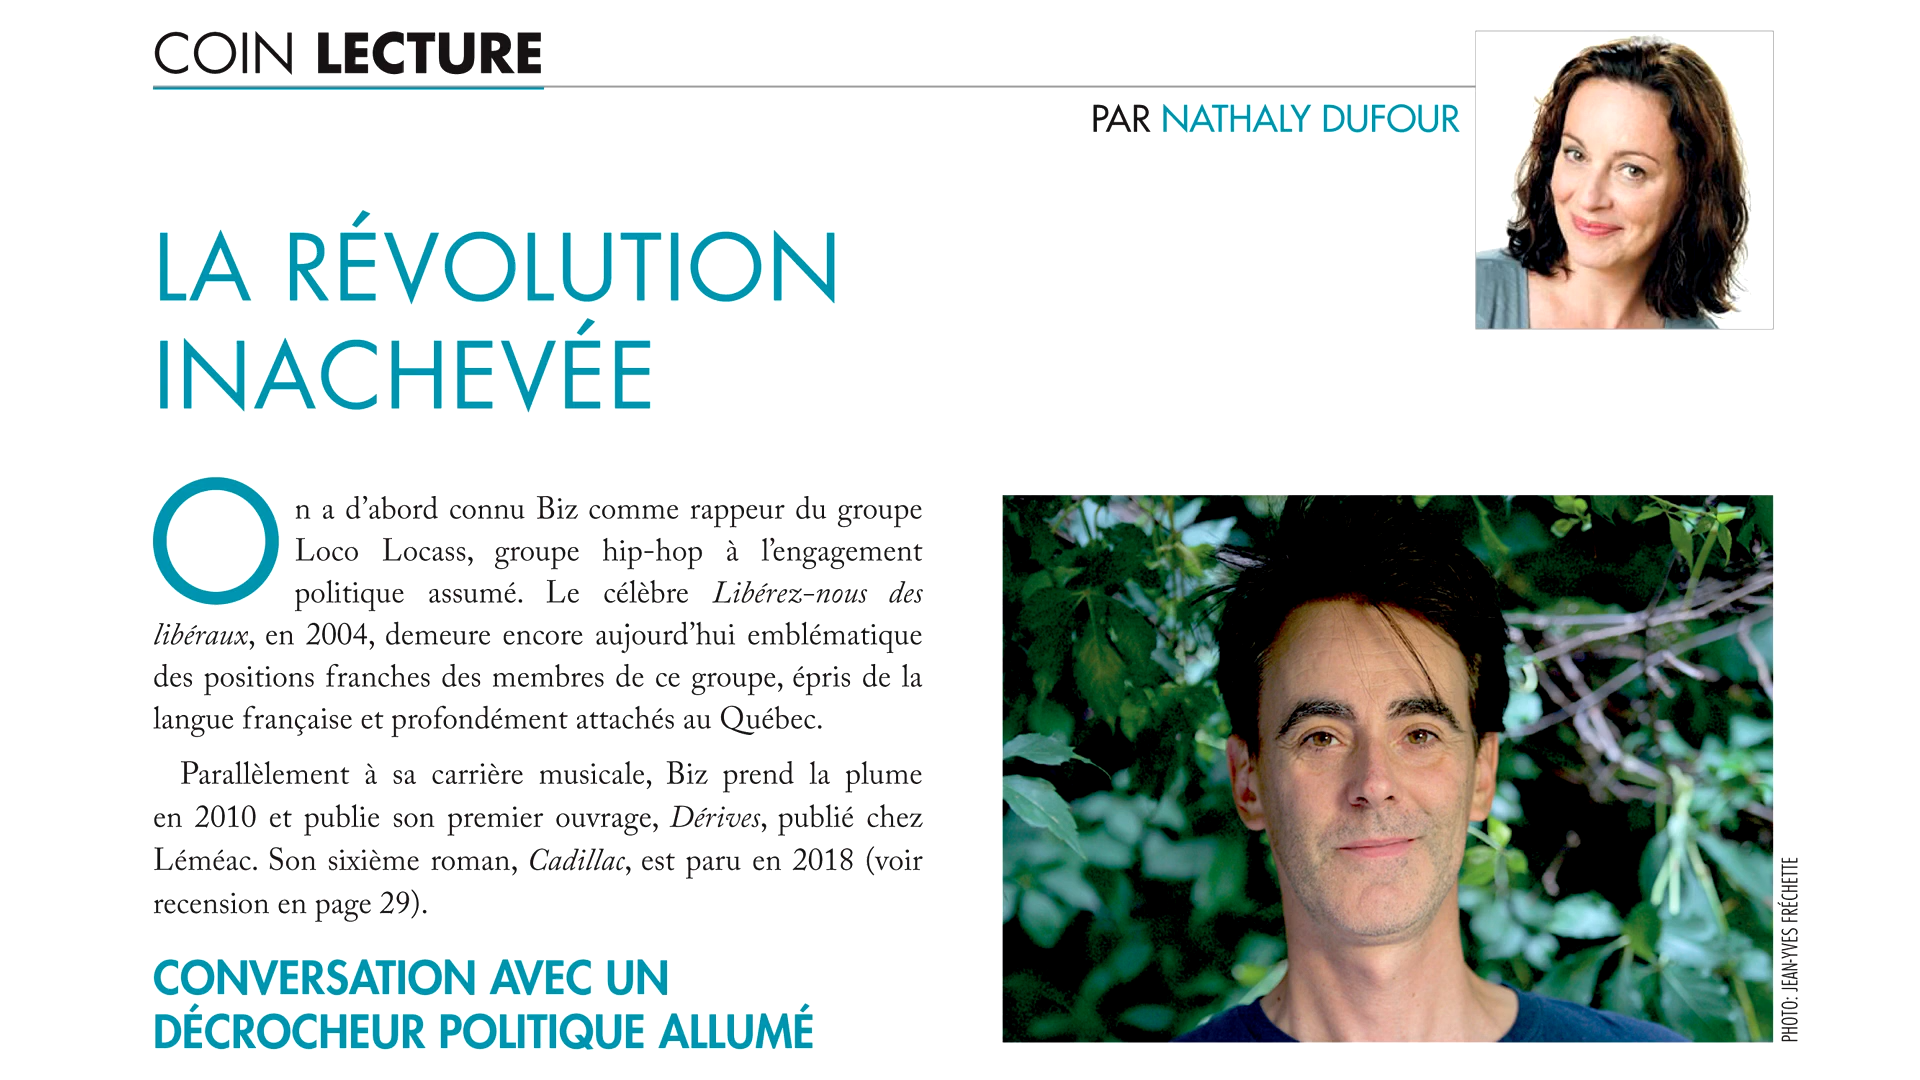 COIN LECTURE
PAR NATHALY DUFOUR
LA RÉVOLUTION
INACHEVÉE
On a d’abord connu Biz comme rappeur du groupe
Loco Locass, groupe hip-hop à l’engagement
politique assumé. Le célèbre Libérez-nous des
libéraux, en 2004, demeure encore aujourd’hui emblématique
des positions franches des membres de ce groupe, épris de la
langue française et profondément attachés au Québec.
Parallèlement à sa carrière musicale, Biz prend la plume
en 2010 et publie son premier ouvrage, Dérives, publié chez
Léméac. Son sixième roman, Cadillac, est paru en 2018 (voir
recension en page 29).
CONVERSATION AVEC UN
DÉCROCHEUR POLITIQUE ALLUMÉ
PHOTO: JEAN-YVES FRÉCHETTE